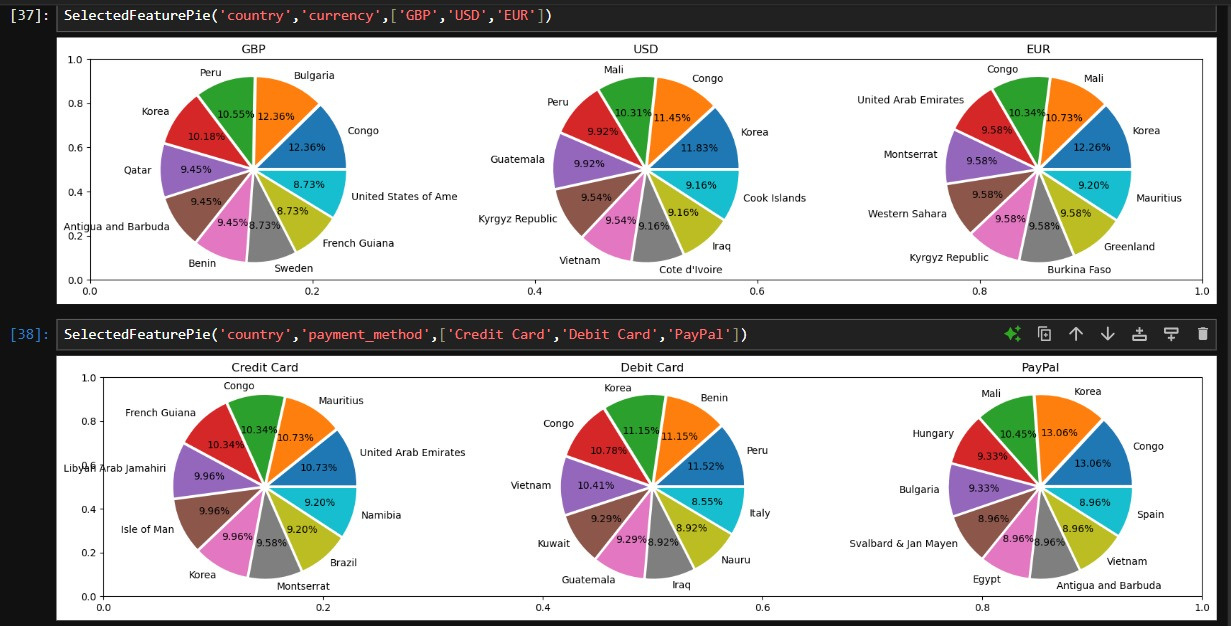 [37]: SelectedFeaturePie('country','currency',['GBP','USD','EUR'])
GBP
Congo
12.36%
Bulgaria
12.36%
Peru
10.55%
Korea
10.18%
Qatar
9.45%
Antigua and Barbuda
9.45%
Benin
9.45%
Sweden
8.73%
French Guiana
8.73%
United States of Ame
8.73%
USD
Korea
11.83%
Congo
11.45%
Mali
10.31%
Peru
9.92%
Guatemala
9.92%
Kyrgyz Republic
9.54%
Vietnam
9.54%
Cote d'Ivoire
9.16%
Iraq
9.16%
Cook Islands
9.16%
EUR
Korea
12.26%
Mali
10.73%
Congo
10.34%
United Arab Emirates
9.58%
Montserrat
9.58%
Western Sahara
9.58%
Kyrgyz Republic
9.58%
Burkina Faso
9.58%
Greenland
9.58%
Mauritius
9.20%
1.0
0.8
0.6
0.4
0.2
0.0
0.0 0.2 0.4 0.6 0.8 1.0
[38]: SelectedFeaturePie('country','payment_method',['Credit Card','Debit Card','PayPal'])
Credit Card
United Arab Emirates
10.73%
Mauritius
10.73%
Congo
10.34%
French Guiana
10.34%
Libyan Arab Jamahiri
9.96%
Isle of Man
9.96%
Korea
9.96%
Montserrat
9.58%
Brazil
9.20%
Namibia
9.20%
Debit Card
Peru
11.52%
Benin
11.15%
Korea
11.15%
Congo
10.78%
Vietnam
10.41%
Kuwait
9.29%
Guatemala
9.29%
Iraq
8.92%
Nauru
8.92%
Italy
8.55%
PayPal
Congo
13.06%
Korea
13.06%
Mali
10.45%
Hungary
9.33%
Bulgaria
9.33%
Svalbard & Jan Mayen
8.96%
Egypt
8.96%
Antigua and Barbuda
8.96%
Vietnam
8.96%
Spain
8.96%
1.0
0.8
0.6
0.4
0.2
0.0
0.0 0.2 0.4 0.6 0.8 1.0